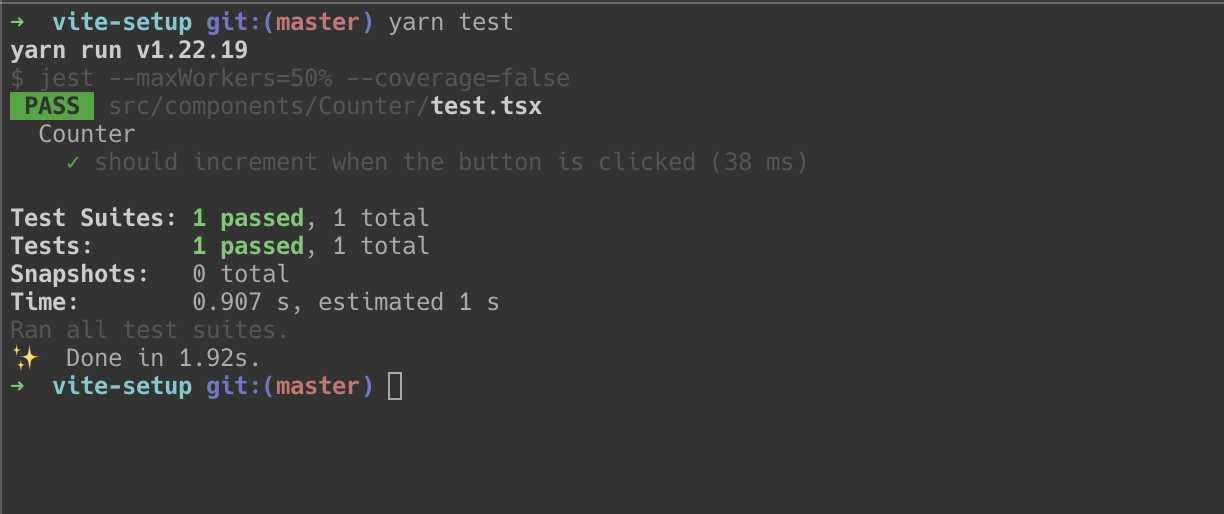 ➜  vite-setup git:(master) yarn test
yarn run v1.22.19
$ jest --maxWorkers=50% --coverage=false
 PASS  src/components/Counter/test.tsx
  Counter
    ✓ should increment when the button is clicked (38 ms)

Test Suites: 1 passed, 1 total
Tests:       1 passed, 1 total
Snapshots:   0 total
Time:        0.907 s, estimated 1 s
Ran all test suites.
✨  Done in 1.92s.
➜  vite-setup git:(master)